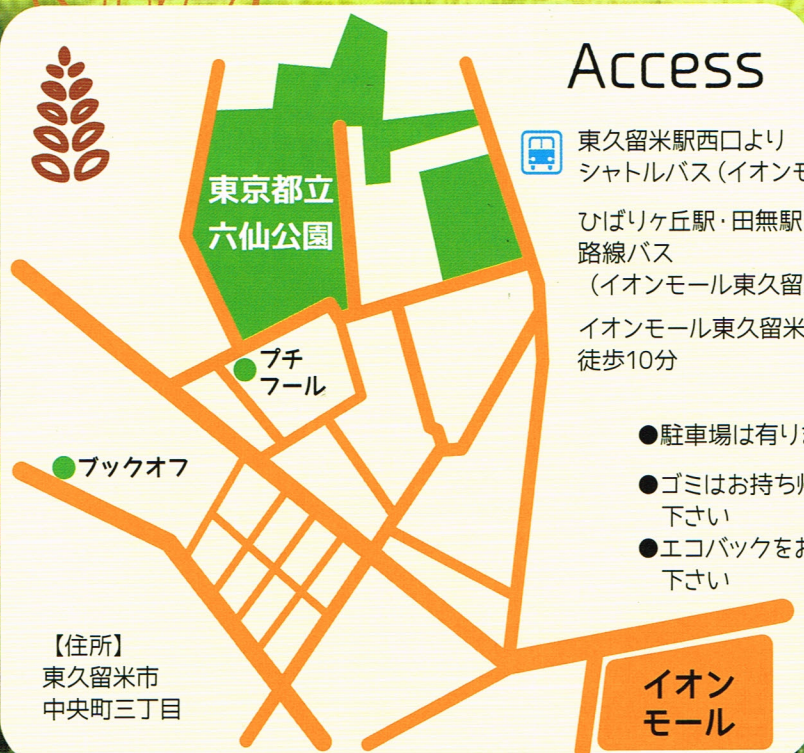 Access
東久留米駅西口より
シャトルバス（イオンモ
ひばりヶ丘駅・田無駅
路線バス
（イオンモール東久留
イオンモール東久留米
徒歩10分
●駐車場は有り
●ゴミはお持ち
下さい
●エコバックをお
下さい
東京都立
六仙公園
プチ
フール
ブックオフ
【住所】
東久留米市
中央町三丁目
イオン
モール